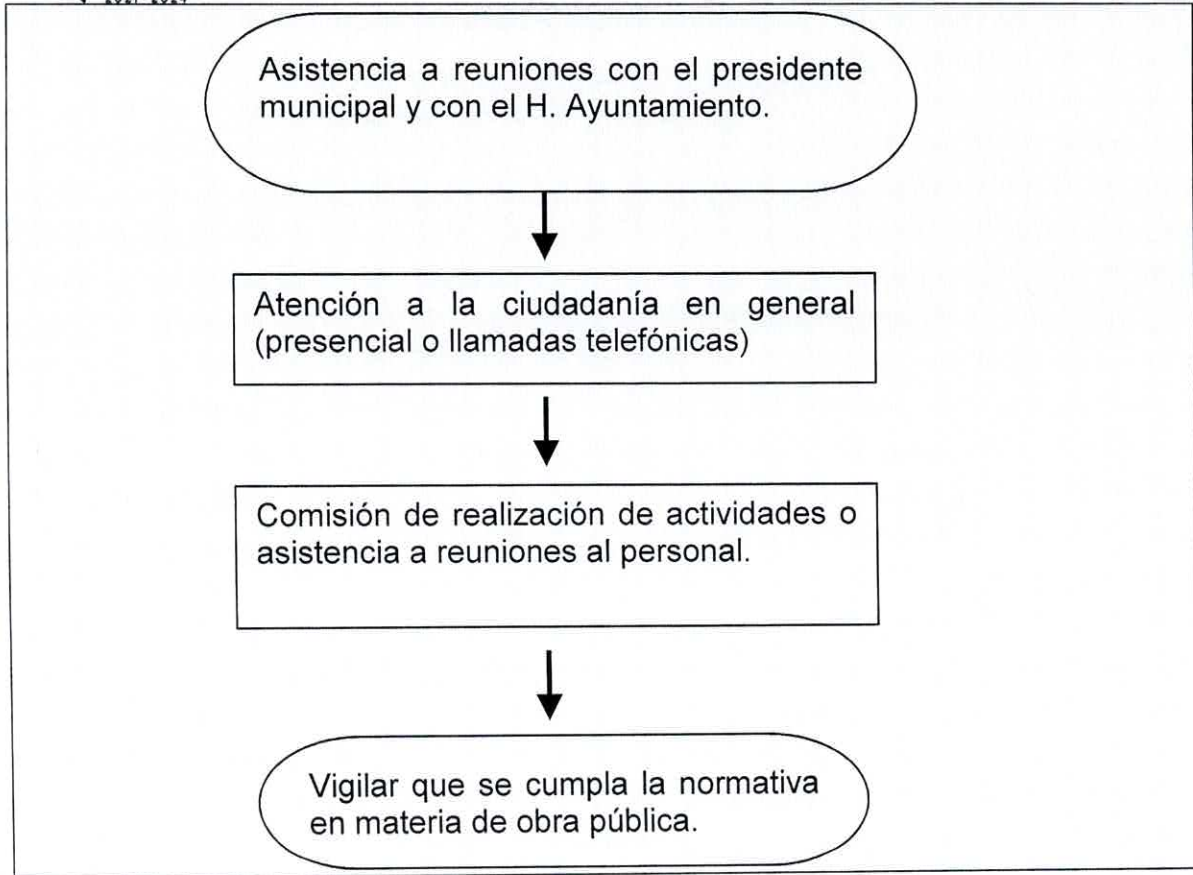 Asistencia a reuniones con el presidente
municipal y con el H. Ayuntamiento.
Atención a la ciudadanía en general
(presencial o llamadas telefónicas)
Comisión de realización de actividades o
asistencia a reuniones al personal.
Vigilar que se cumpla la normativa
en materia de obra pública.